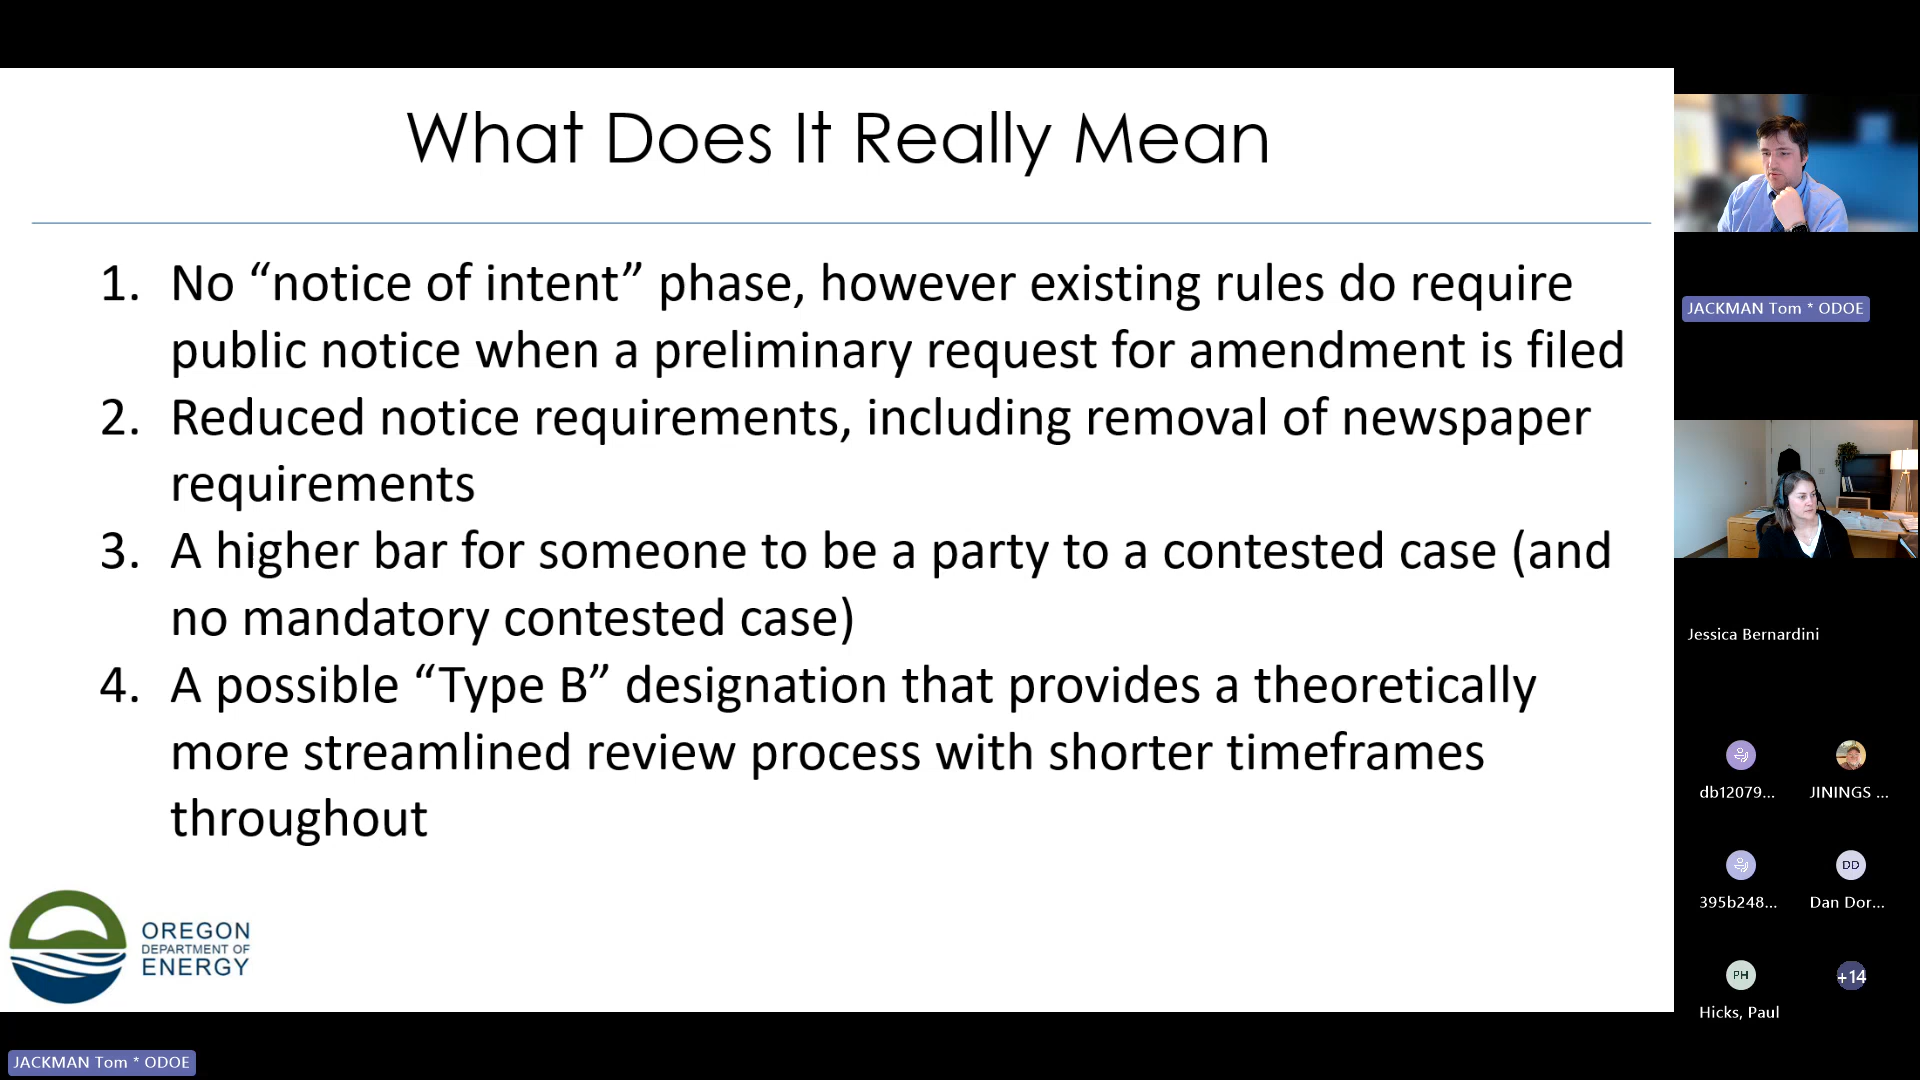 What Does It Really Mean
1. No “notice of intent” phase, however existing rules do require
public notice when a preliminary request for amendment is filed
2. Reduced notice requirements, including removal of newspaper
requirements
3. A higher bar for someone to be a party to a contested case (and
no mandatory contested case)
4. A possible “Type B” designation that provides a theoretically
more streamlined review process with shorter timeframes
throughout
OREGON
DEPARTMENT OF
ENERGY
JACKMAN Tom * ODOE
JACKMAN Tom * ODOE
Jessica Bernardini
db12079...
JININGS ...
395b248...
DD
Dan Dor...
PH
Hicks, Paul
+14